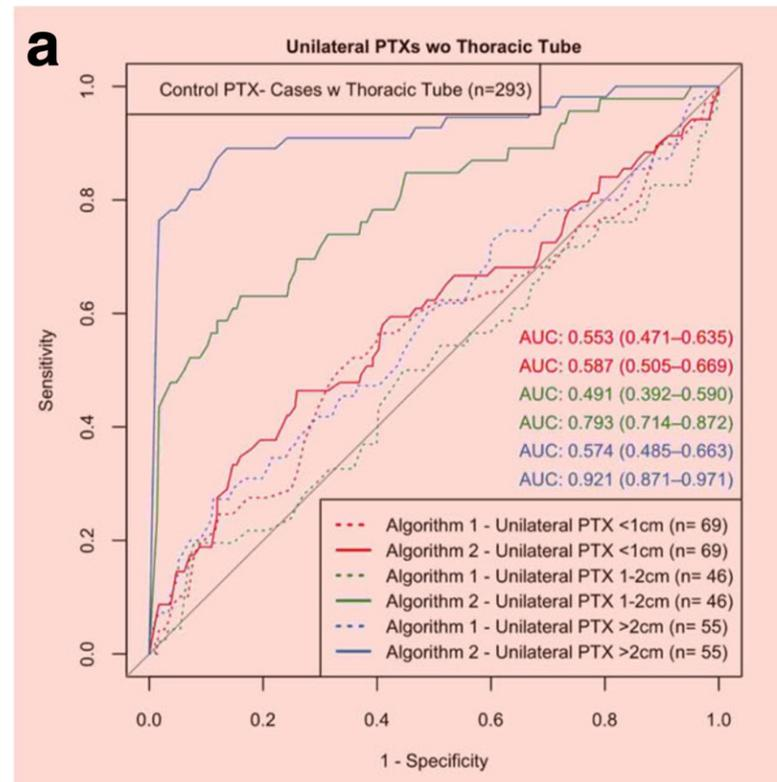 a
Unilateral PTXs wo Thoracic Tube
Control PTX- Cases w Thoracic Tube (n=293)
Sensitivity
1.0
0.8
0.6
0.4
0.2
0.0
AUC: 0.553 (0.471–0.635)
AUC: 0.587 (0.505–0.669)
AUC: 0.491 (0.392–0.590)
AUC: 0.793 (0.714–0.872)
AUC: 0.574 (0.485–0.663)
AUC: 0.921 (0.871–0.971)
Algorithm 1 - Unilateral PTX <1cm (n= 69)
Algorithm 2 - Unilateral PTX <1cm (n= 69)
Algorithm 1 - Unilateral PTX 1-2cm (n= 46)
Algorithm 2 - Unilateral PTX 1-2cm (n= 46)
Algorithm 1 - Unilateral PTX >2cm (n= 55)
Algorithm 2 - Unilateral PTX >2cm (n= 55)
0.0 0.2 0.4 0.6 0.8 1.0
1 - Specificity